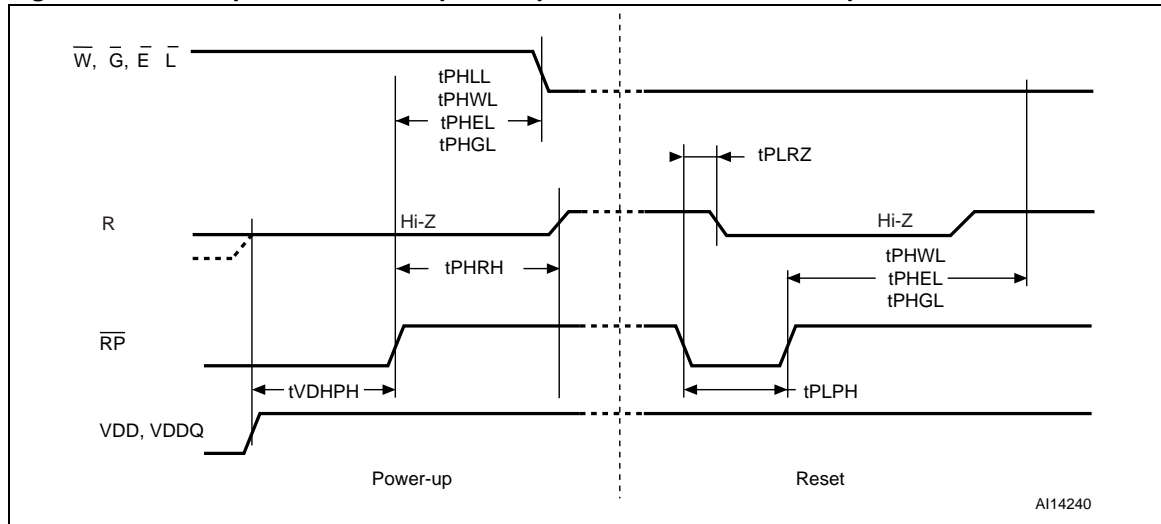 W, G, E L
tPHLL
tPHWL
tPHEL
tPHGL
tPLRZ
R
Hi-Z
Hi-Z
tPHRH
tPHWL
tPHEL
tPHGL
RP
tVDHPH
tPLPH
VDD, VDDQ
Power-up
Reset
AI14240